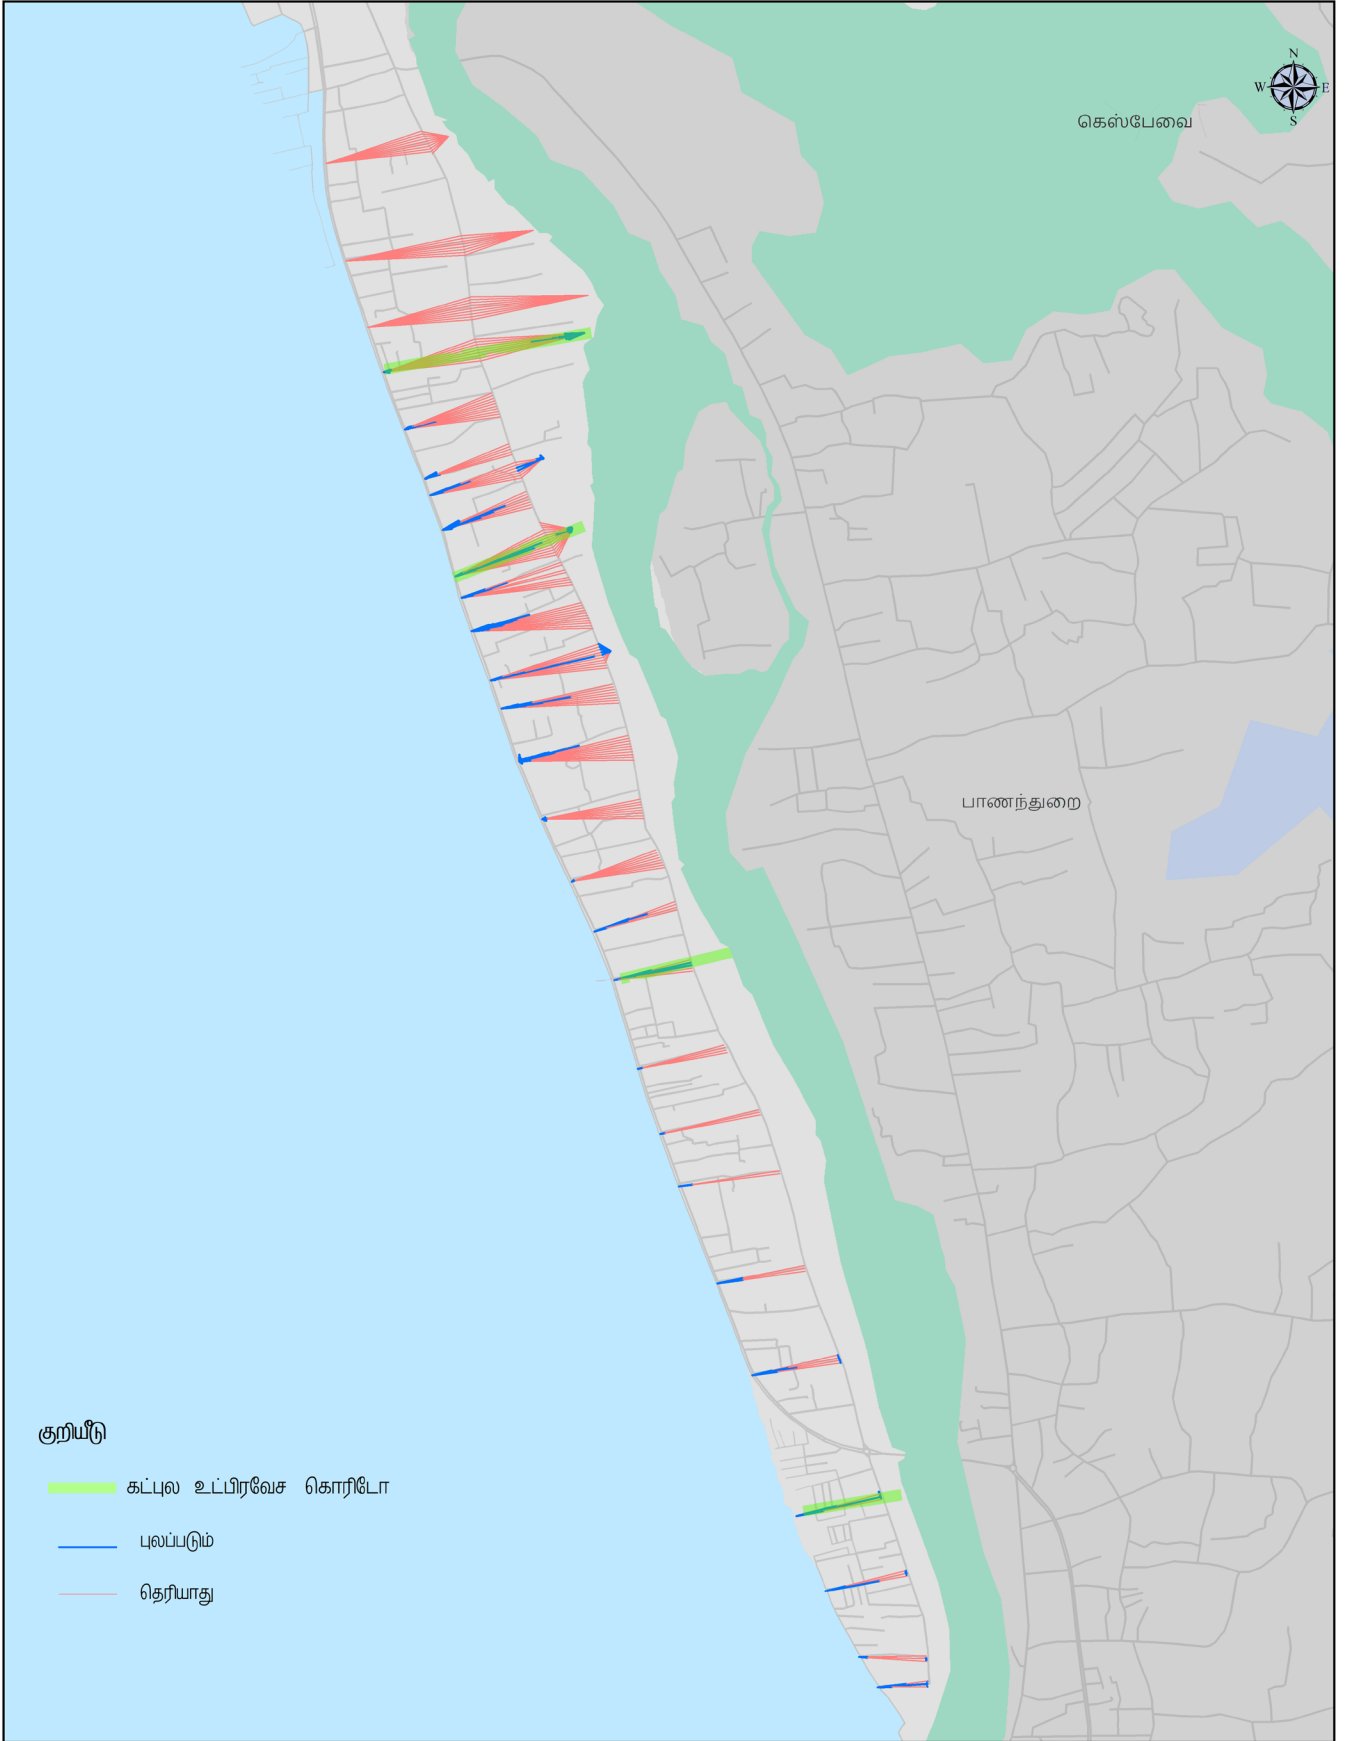 N
W E
S
கெஸ்பேவை
பாணந்துறை
குறியீடு
கட்புல உட்பிரவேச கொரிடோ
புலப்படும்
தெரியாது